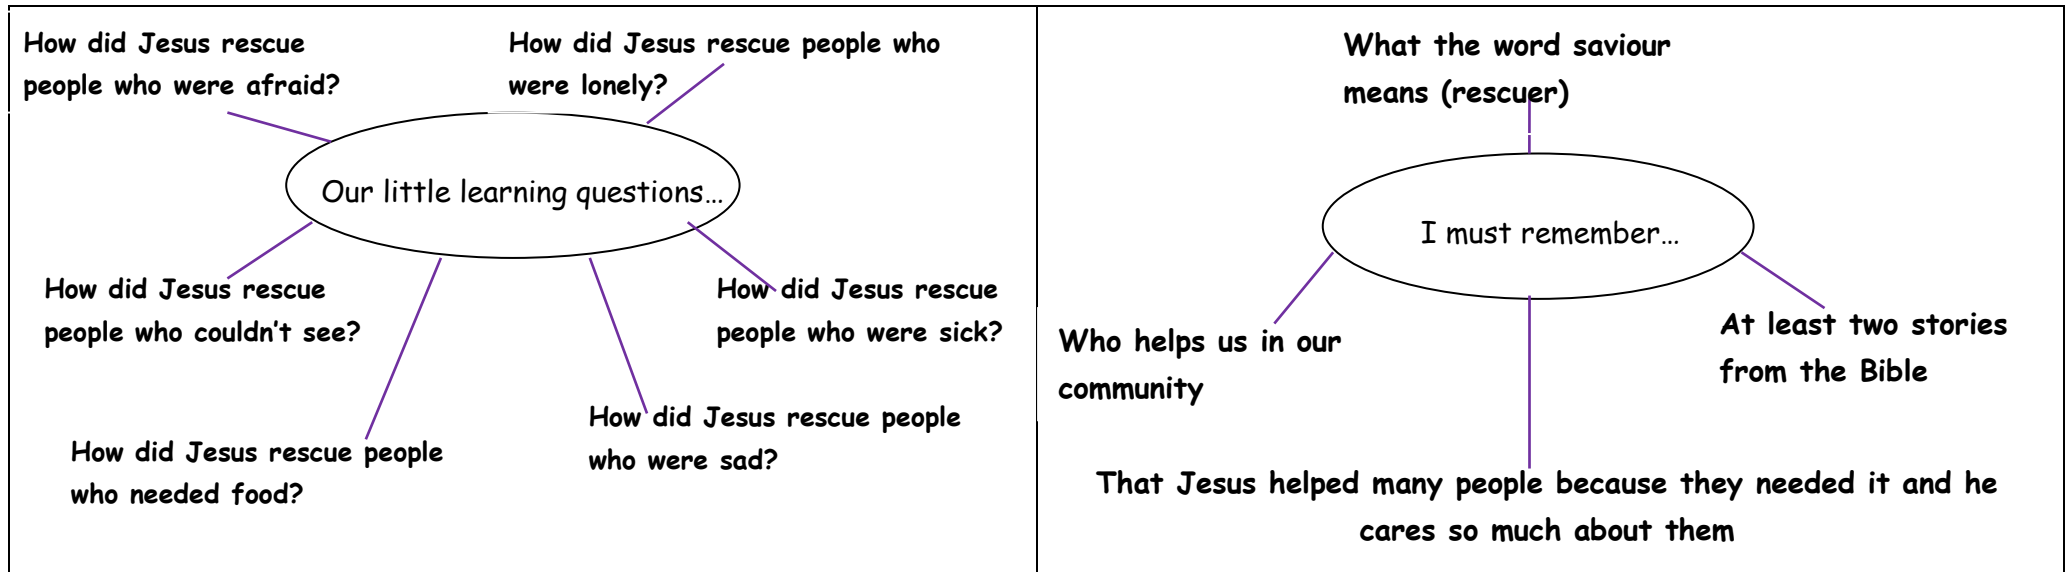 How did Jesus rescue
people who were afraid?
How did Jesus rescue people who
were lonely?
Our little learning questions…
How did Jesus rescue
people who couldn't see?
How did Jesus rescue
people who were sick?
How did Jesus rescue people
who needed food?
How did Jesus rescue people
who were sad?
What the word saviour
means (rescuer)
I must remember…
Who helps us in our
community
At least two stories
from the Bible
That Jesus helped many people because they needed it and he
cares so much about them